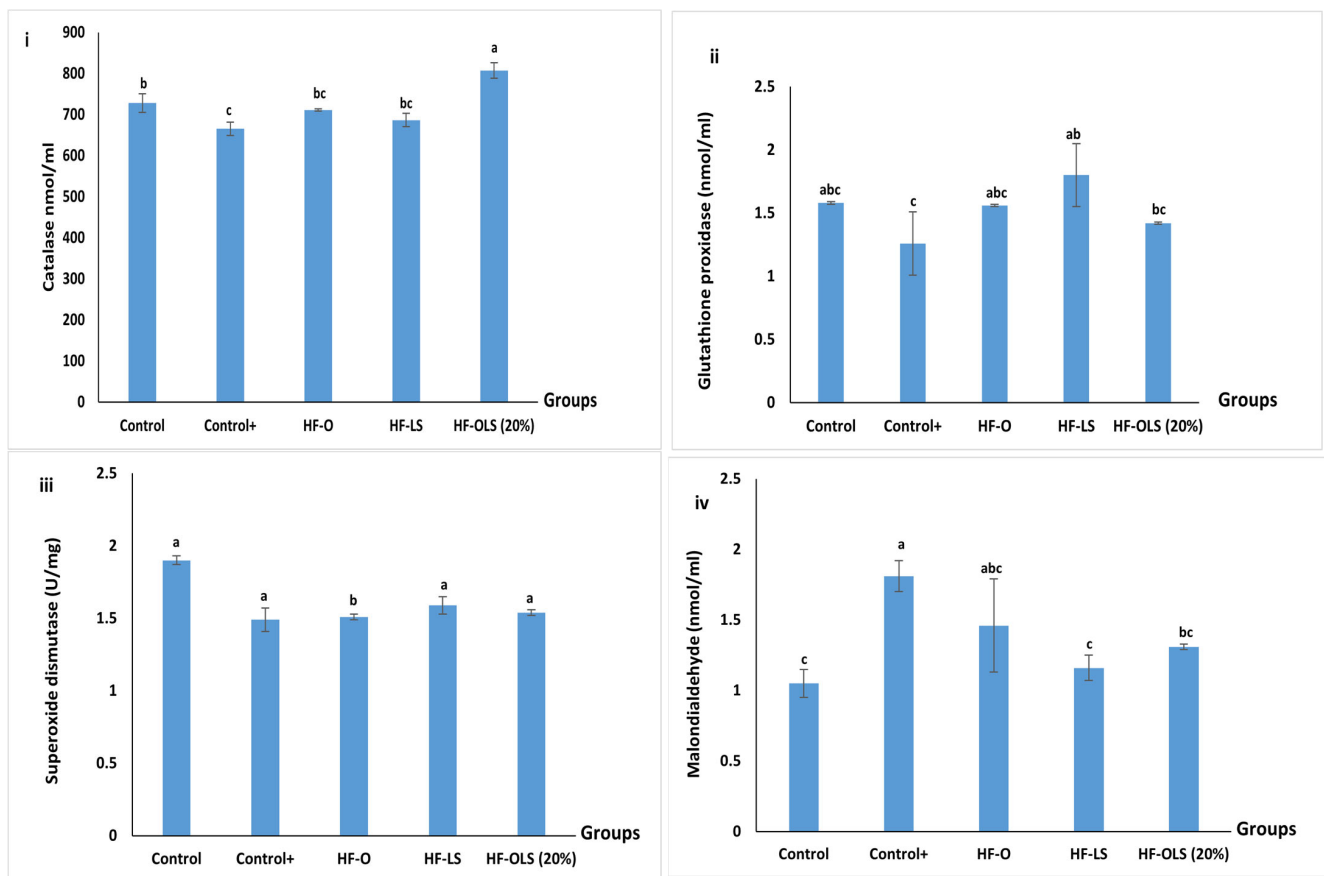 i
Catalase nmol/ml
900
800
700
600
500
400
300
200
100
0
b
c
bc
bc
a
Control Control+ HF-O HF-LS HF-OLS (20%)
Groups
ii
Glutathione proxidase (nmol/ml)
2.5
2
1.5
1
0.5
0
abc
c
abc
ab
bc
Control Control+ HF-O HF-LS HF-OLS (20%)
Groups
iii
Superoxide dismutase (U/mg)
2.5
2
1.5
1
0.5
0
a
a
b
a
a
Control Control+ HF-O HF-LS HF-OLS (20%)
Groups
iv
Malondialdehyde (nmol/ml)
2.5
2
1.5
1
0.5
0
c
a
abc
c
bc
Control Control+ HF-O HF-LS HF-OLS (20%)
Groups